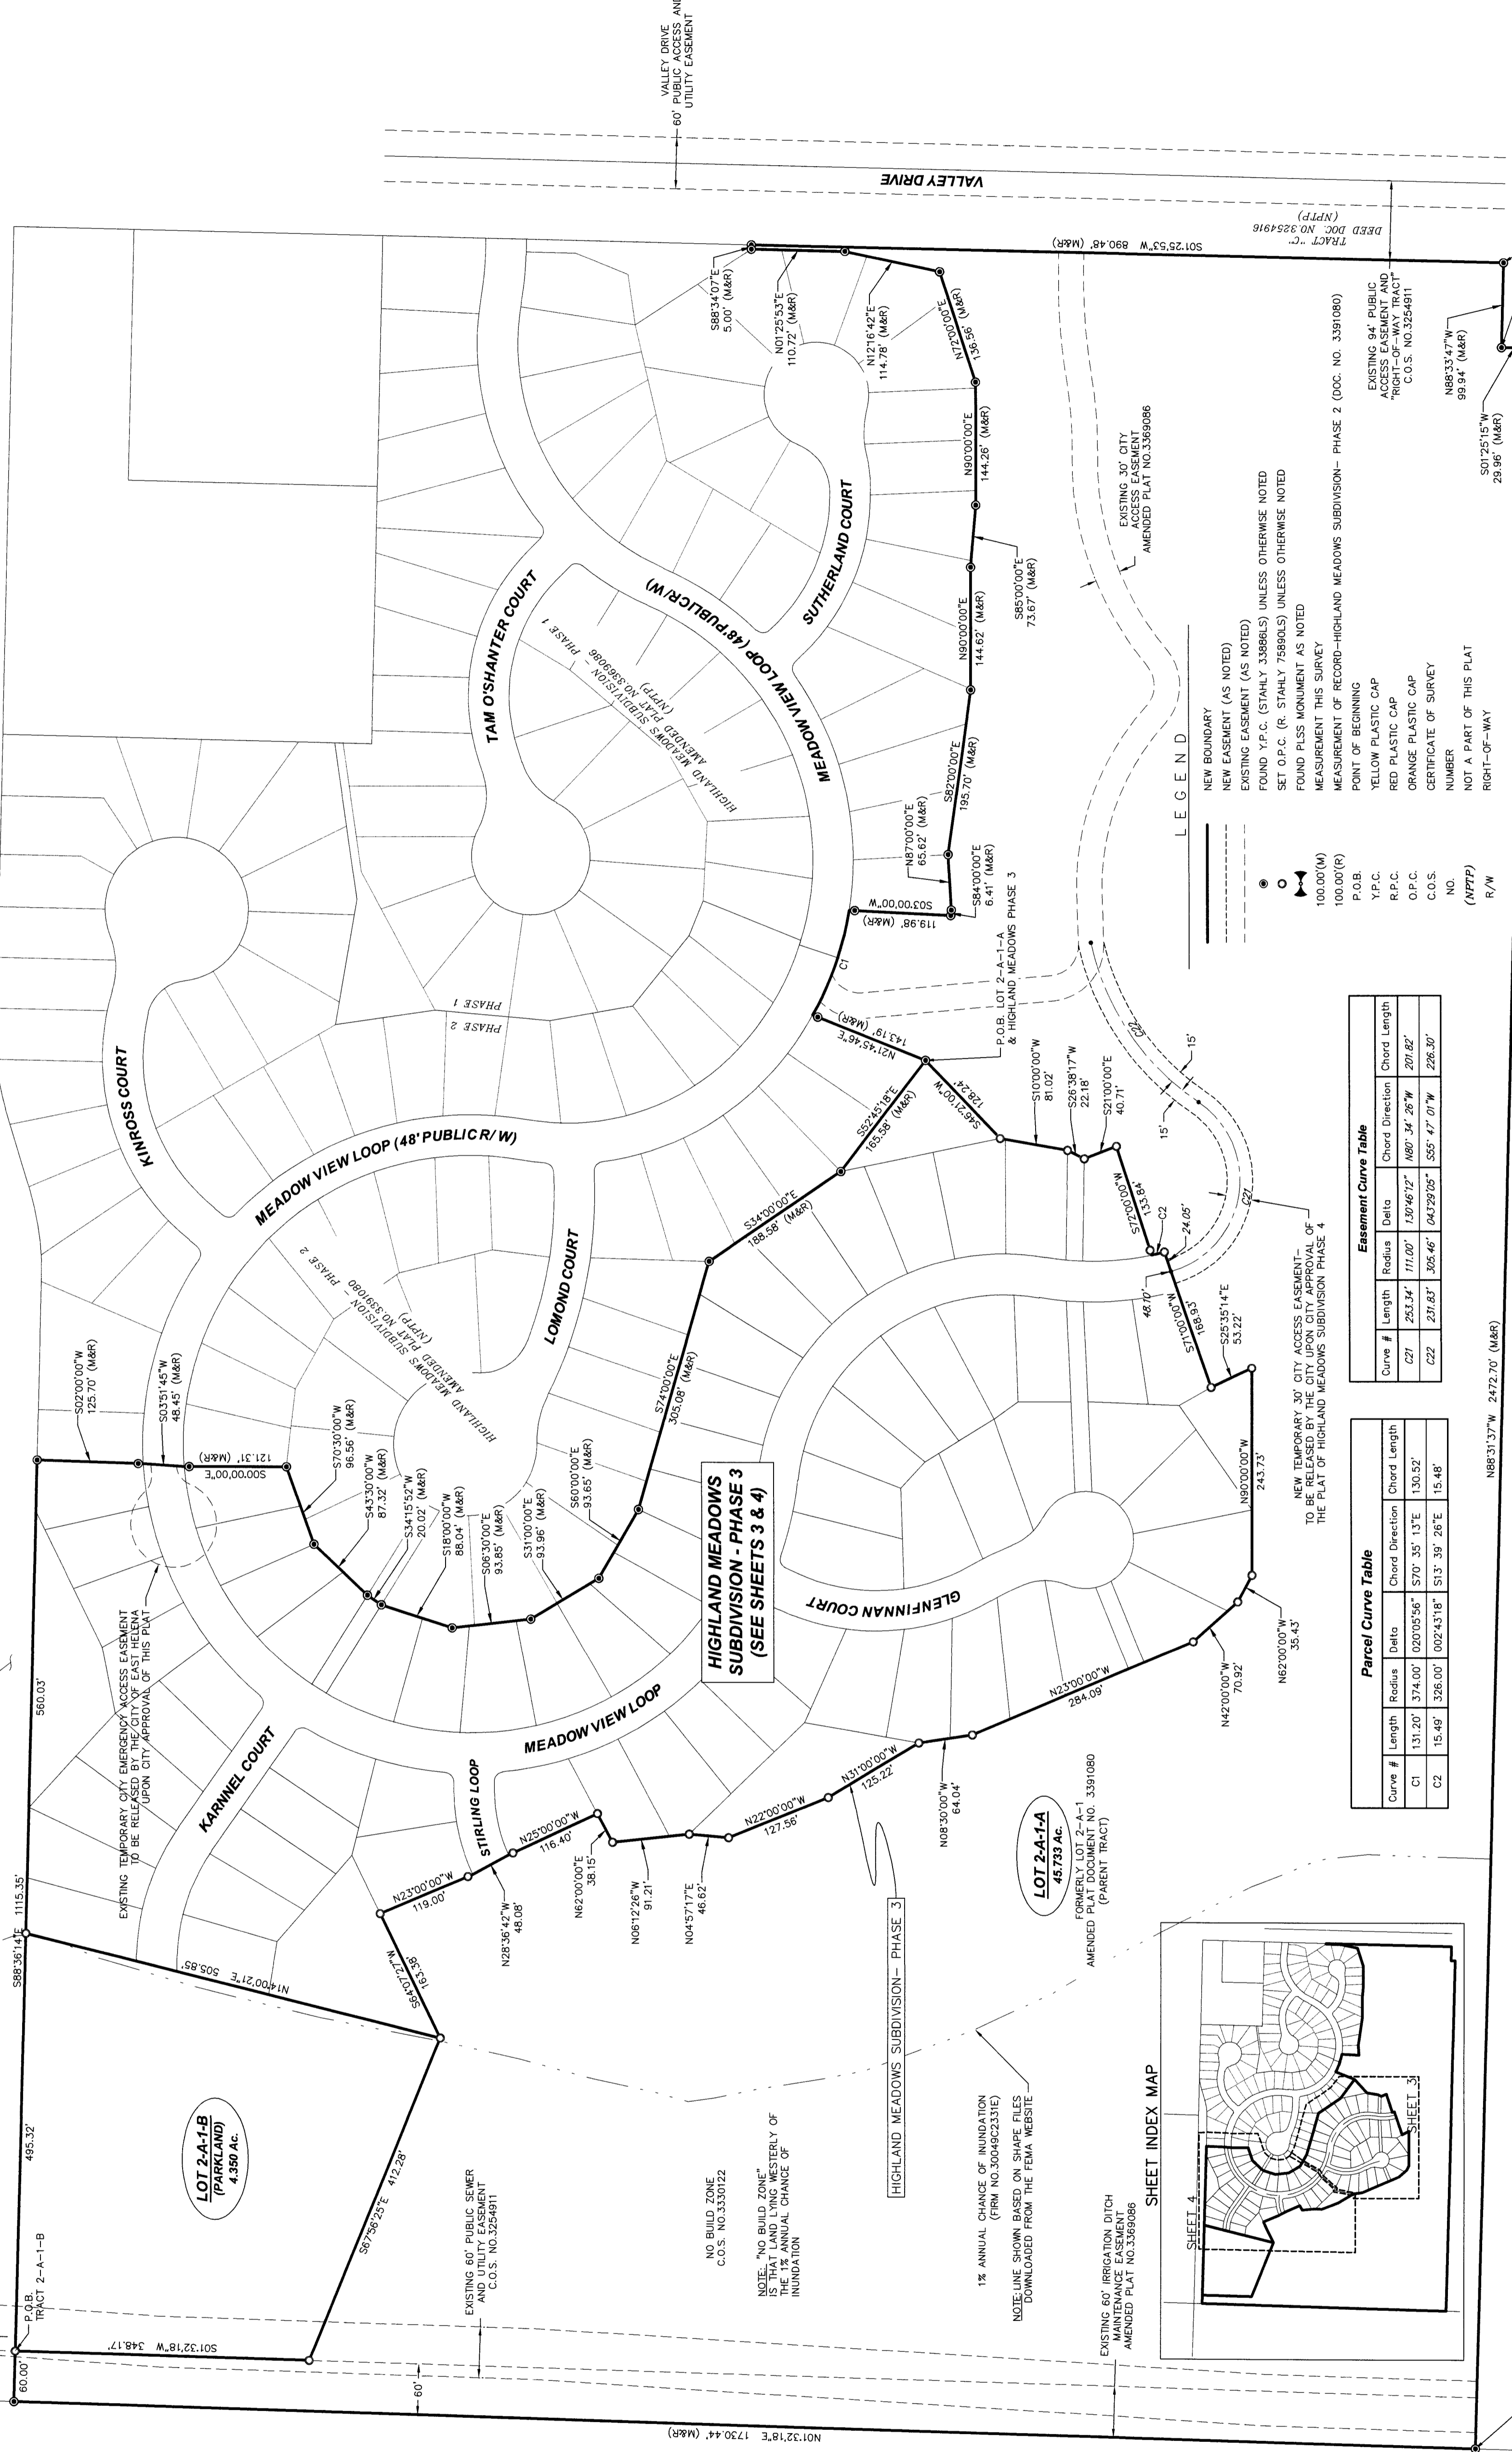 VALLEY DRIVE
60' PUBLIC ACCESS AND
UTILITY EASEMENT
VALLEY DRIVE
S01°25'53"W 890.48' (M&R)
TRACT "C"
DEED DOC. NO.3254916
(NPTP)
EXISTING 94' PUBLIC
ACCESS EASEMENT AND
"RIGHT-OF-WAY TRACT"
C.O.S. NO.3254911
N88°33'47"W
99.94' (M&R)
S01°25'15"W
29.96' (M&R)
S88°34'07"E
5.00' (M&R)
N01°25'53"E
110.72' (M&R)
N12°16'42"E
114.78' (M&R)
N72°00'00"E
136.56' (M&R)
N90°00'00"E
144.26' (M&R)
S85°00'00"E
73.67' (M&R)
N90°00'00"E
144.62' (M&R)
S82°00'00"E
195.70' (M&R)
N87°00'00"E
65.62' (M&R)
S84°00'00"E
6.41' (M&R)
S03°00'00"W
119.98' (M&R)
C1
N21°45'46"E
143.19' (M&R)
P.O.B. LOT 2-A-1-A
& HIGHLAND MEADOWS PHASE 3
EXISTING 30' CITY
ACCESS EASEMENT
AMENDED PLAT NO.3369086
TAM O'SHANTER COURT
SUTHERLAND COURT
MEADOW VIEW LOOP (48' PUBLIC R/W)
MEADOW VIEW LOOP
HIGHLAND MEADOWS SUBDIVISION - PHASE 1
AMENDED PLAT NO.3369086
(NPTP)
PHASE 1
PHASE 2
KINROSS COURT
MEADOW VIEW LOOP (48' PUBLIC R/W)
LOMOND COURT
HIGHLAND MEADOWS SUBDIVISION - PHASE 2
AMENDED PLAT NO.3391080
(NPTP)
S52°45'18"E
165.58' (M&R)
S34°00'00"E
188.58' (M&R)
S74°00'00"E
305.08' (M&R)
S60°00'00"E
93.65' (M&R)
S31°00'00"E
93.96' (M&R)
S06°30'00"E
93.85' (M&R)
S18°00'00"W
88.04' (M&R)
S34°15'52"W
20.02' (M&R)
S43°30'00"W
87.32' (M&R)
S70°30'00"W
96.56' (M&R)
S00°00'00"E
121.31' (M&R)
S03°51'45"W
48.45' (M&R)
S02°00'00"W
125.70' (M&R)
S46°21'00"W
128.24'
S10°00'00"W
81.02'
S26°38'17"W
22.18'
S21°00'00"E
40.71'
S72°00'00"W
133.84'
C2
24.05'
48.10'
S71°00'00"W
168.93'
S25°35'14"E
53.22'
N90°00'00"W
243.73'
N62°00'00"W
35.43'
N42°00'00"W
70.92'
N23°00'00"W
284.09'
N08°30'00"W
64.04'
N31°00'00"W
125.22'
N22°00'00"W
127.56'
N04°57'17"E
46.62'
N06°12'26"W
91.21'
N62°00'00"E
38.15'
N25°00'00"W
116.40'
N28°36'42"W
48.08'
N23°00'00"W
119.00'
S64°07'27"W
163.38'
15'
15'
C22
C21
NEW TEMPORARY 30' CITY ACCESS EASEMENT-
TO BE RELEASED BY THE CITY UPON CITY APPROVAL OF
THE PLAT OF HIGHLAND MEADOWS SUBDIVISION PHASE 4
HIGHLAND MEADOWS
SUBDIVISION - PHASE 3
(SEE SHEETS 3 & 4)
GLENFINNAN COURT
MEADOW VIEW LOOP
STIRLING LOOP
KARNNEL COURT
EXISTING TEMPORARY CITY EMERGENCY ACCESS EASEMENT
TO BE RELEASED BY THE CITY OF EAST HELENA
UPON CITY APPROVAL OF THIS PLAT
560.03'
S88°36'14"E 1115.35'
495.32'
60.00'
N14°00'21"E 505.85'
S67°56'25"E 412.28'
S01°32'18"W 348.17'
P.O.B.
TRACT 2-A-1-B
LOT 2-A-1-B
(PARKLAND)
4.350 Ac.
60'
N01°32'18"E 1730.44' (M&R)
EXISTING 60' PUBLIC SEWER
AND UTILITY EASEMENT
C.O.S. NO.3254911
NO BUILD ZONE
C.O.S. NO.3330122
NOTE: "NO BUILD ZONE"
IS THAT LAND LYING WESTERLY OF
THE 1% ANNUAL CHANCE OF
INUNDATION
HIGHLAND MEADOWS SUBDIVISION- PHASE 3
1% ANNUAL CHANCE OF INUNDATION
(FIRM NO.30049C2331E)
NOTE: LINE SHOWN BASED ON SHAPE FILES
DOWNLOADED FROM THE FEMA WEBSITE
EXISTING 60' IRRIGATION DITCH
MAINTENANCE EASEMENT
AMENDED PLAT NO.3369086
LOT 2-A-1-A
45.733 Ac.
FORMERLY LOT 2-A-1
AMENDED PLAT DOCUMENT NO. 3391080
(PARENT TRACT)
SHEET INDEX MAP
SHEET 4
SHEET 3
N88°31'37"W 2472.70' (M&R)
LEGEND
NEW BOUNDARY
NEW EASEMENT (AS NOTED)
EXISTING EASEMENT (AS NOTED)
FOUND Y.P.C. (STAHLY 33886LS) UNLESS OTHERWISE NOTED
SET O.P.C. (R. STAHLY 75890LS) UNLESS OTHERWISE NOTED
FOUND PLSS MONUMENT AS NOTED
100.00'(M) MEASUREMENT THIS SURVEY
100.00'(R) MEASUREMENT OF RECORD-HIGHLAND MEADOWS SUBDIVISION- PHASE 2 (DOC. NO. 3391080)
P.O.B. POINT OF BEGINNING
Y.P.C. YELLOW PLASTIC CAP
R.P.C. RED PLASTIC CAP
O.P.C. ORANGE PLASTIC CAP
C.O.S. CERTIFICATE OF SURVEY
NO. NUMBER
(NPTP) NOT A PART OF THIS PLAT
R/W RIGHT-OF-WAY
Easement Curve Table
Curve # Length Radius Delta Chord Direction Chord Length
C21 253.34' 111.00' 130°46'12" N80° 34' 26"W 201.82'
C22 231.83' 305.46' 043°29'05" S55° 47' 01"W 226.30'
Parcel Curve Table
Curve # Length Radius Delta Chord Direction Chord Length
C1 131.20' 374.00' 020°05'56" S70° 35' 13"E 130.52'
C2 15.49' 326.00' 002°43'18" S13° 39' 26"E 15.48'